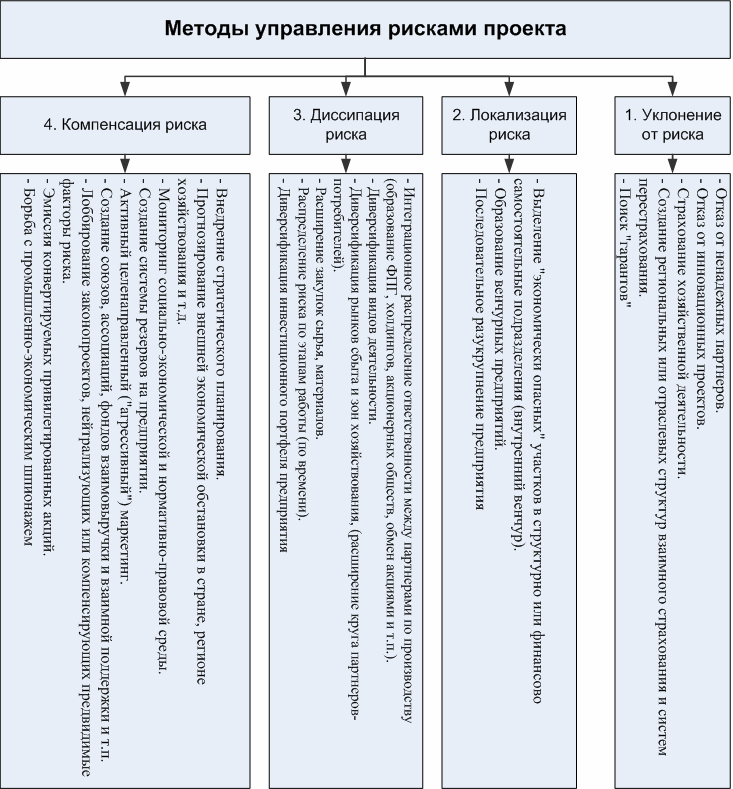 Методы управления рисками проекта
4. Компенсация риска
- Внедрение стратегического планирования.
- Прогнозирование внешней экономической обстановки в стране, регионе
хозяйствования и т.д.
- Мониторинг социально-экономической и нормативно-правовой среды.
- Создание системы резервов на предприятии.
- Активный целенаправленный ("агрессивный") маркетинг.
- Создание союзов, ассоциаций, фондов взаимовыручки и взаимной поддержки и т.п.
- Лоббирование законопроектов, нейтрализующих или компенсирующих предвидимые
факторы риска.
- Эмиссия конвертируемых привилегированных акций.
- Борьба с промышленно-экономическим шпионажем
3. Диссипация
риска
- Интеграционное распределение ответственности между партнерами по производству
(образование ФПГ, холдингов, акционерных обществ, обмен акциями и т.п.).
- Диверсификация видов деятельности.
- Диверсификация рынков сбыта и зон хозяйствования, (расширение круга партнеров-
потребителей).
- Расширение закупок сырья, материалов.
- Распределение риска по этапам работы (по времени).
- Диверсификация инвестиционного портфеля предприятия
2. Локализация
риска
- Выделение "экономически опасных" участков в структурно или финансово
самостоятельные подразделения (внутренний венчур).
- Образование венчурных предприятий.
- Последовательное разукрупнение предприятия
1. Уклонение
от риска
- Отказ от ненадежных партнеров.
- Отказ от инновационных проектов.
- Страхование хозяйственной деятельности.
- Создание региональных или отраслевых структур взаимного страхования и систем
перестрахования.
- Поиск "гарантов"